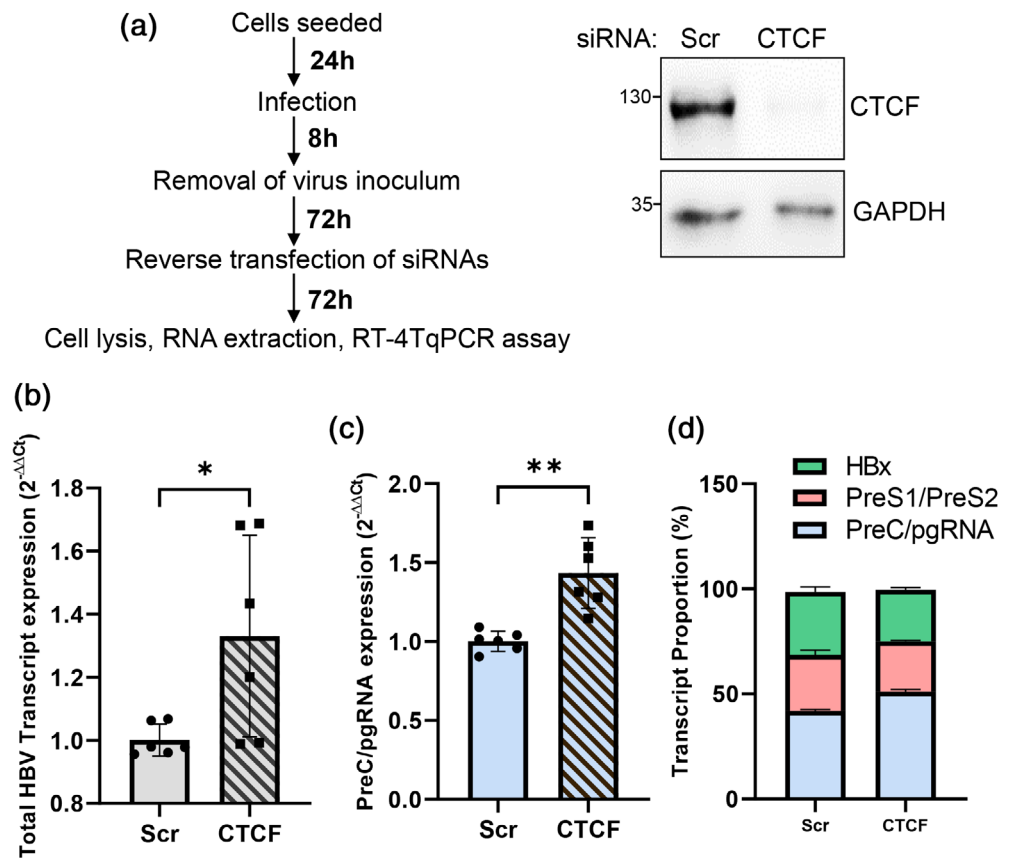 (a)
Cells seeded
24h
Infection
8h
Removal of virus inoculum
72h
Reverse transfection of siRNAs
72h
Cell lysis, RNA extraction, RT-4TqPCR assay
siRNA: Scr CTCF
130
CTCF
35
GAPDH
(b)
Total HBV Transcript expression (2^-ΔΔCt)
1.8
1.6
1.4
1.2
1.0
0.8
*
Scr CTCF
(c)
PreC/pgRNA expression (2^-ΔΔCt)
2.0
1.5
1.0
0.5
0.0
**
Scr CTCF
(d)
HBx
PreS1/PreS2
PreC/pgRNA
Transcript Proportion (%)
150
100
50
0
Scr CTCF